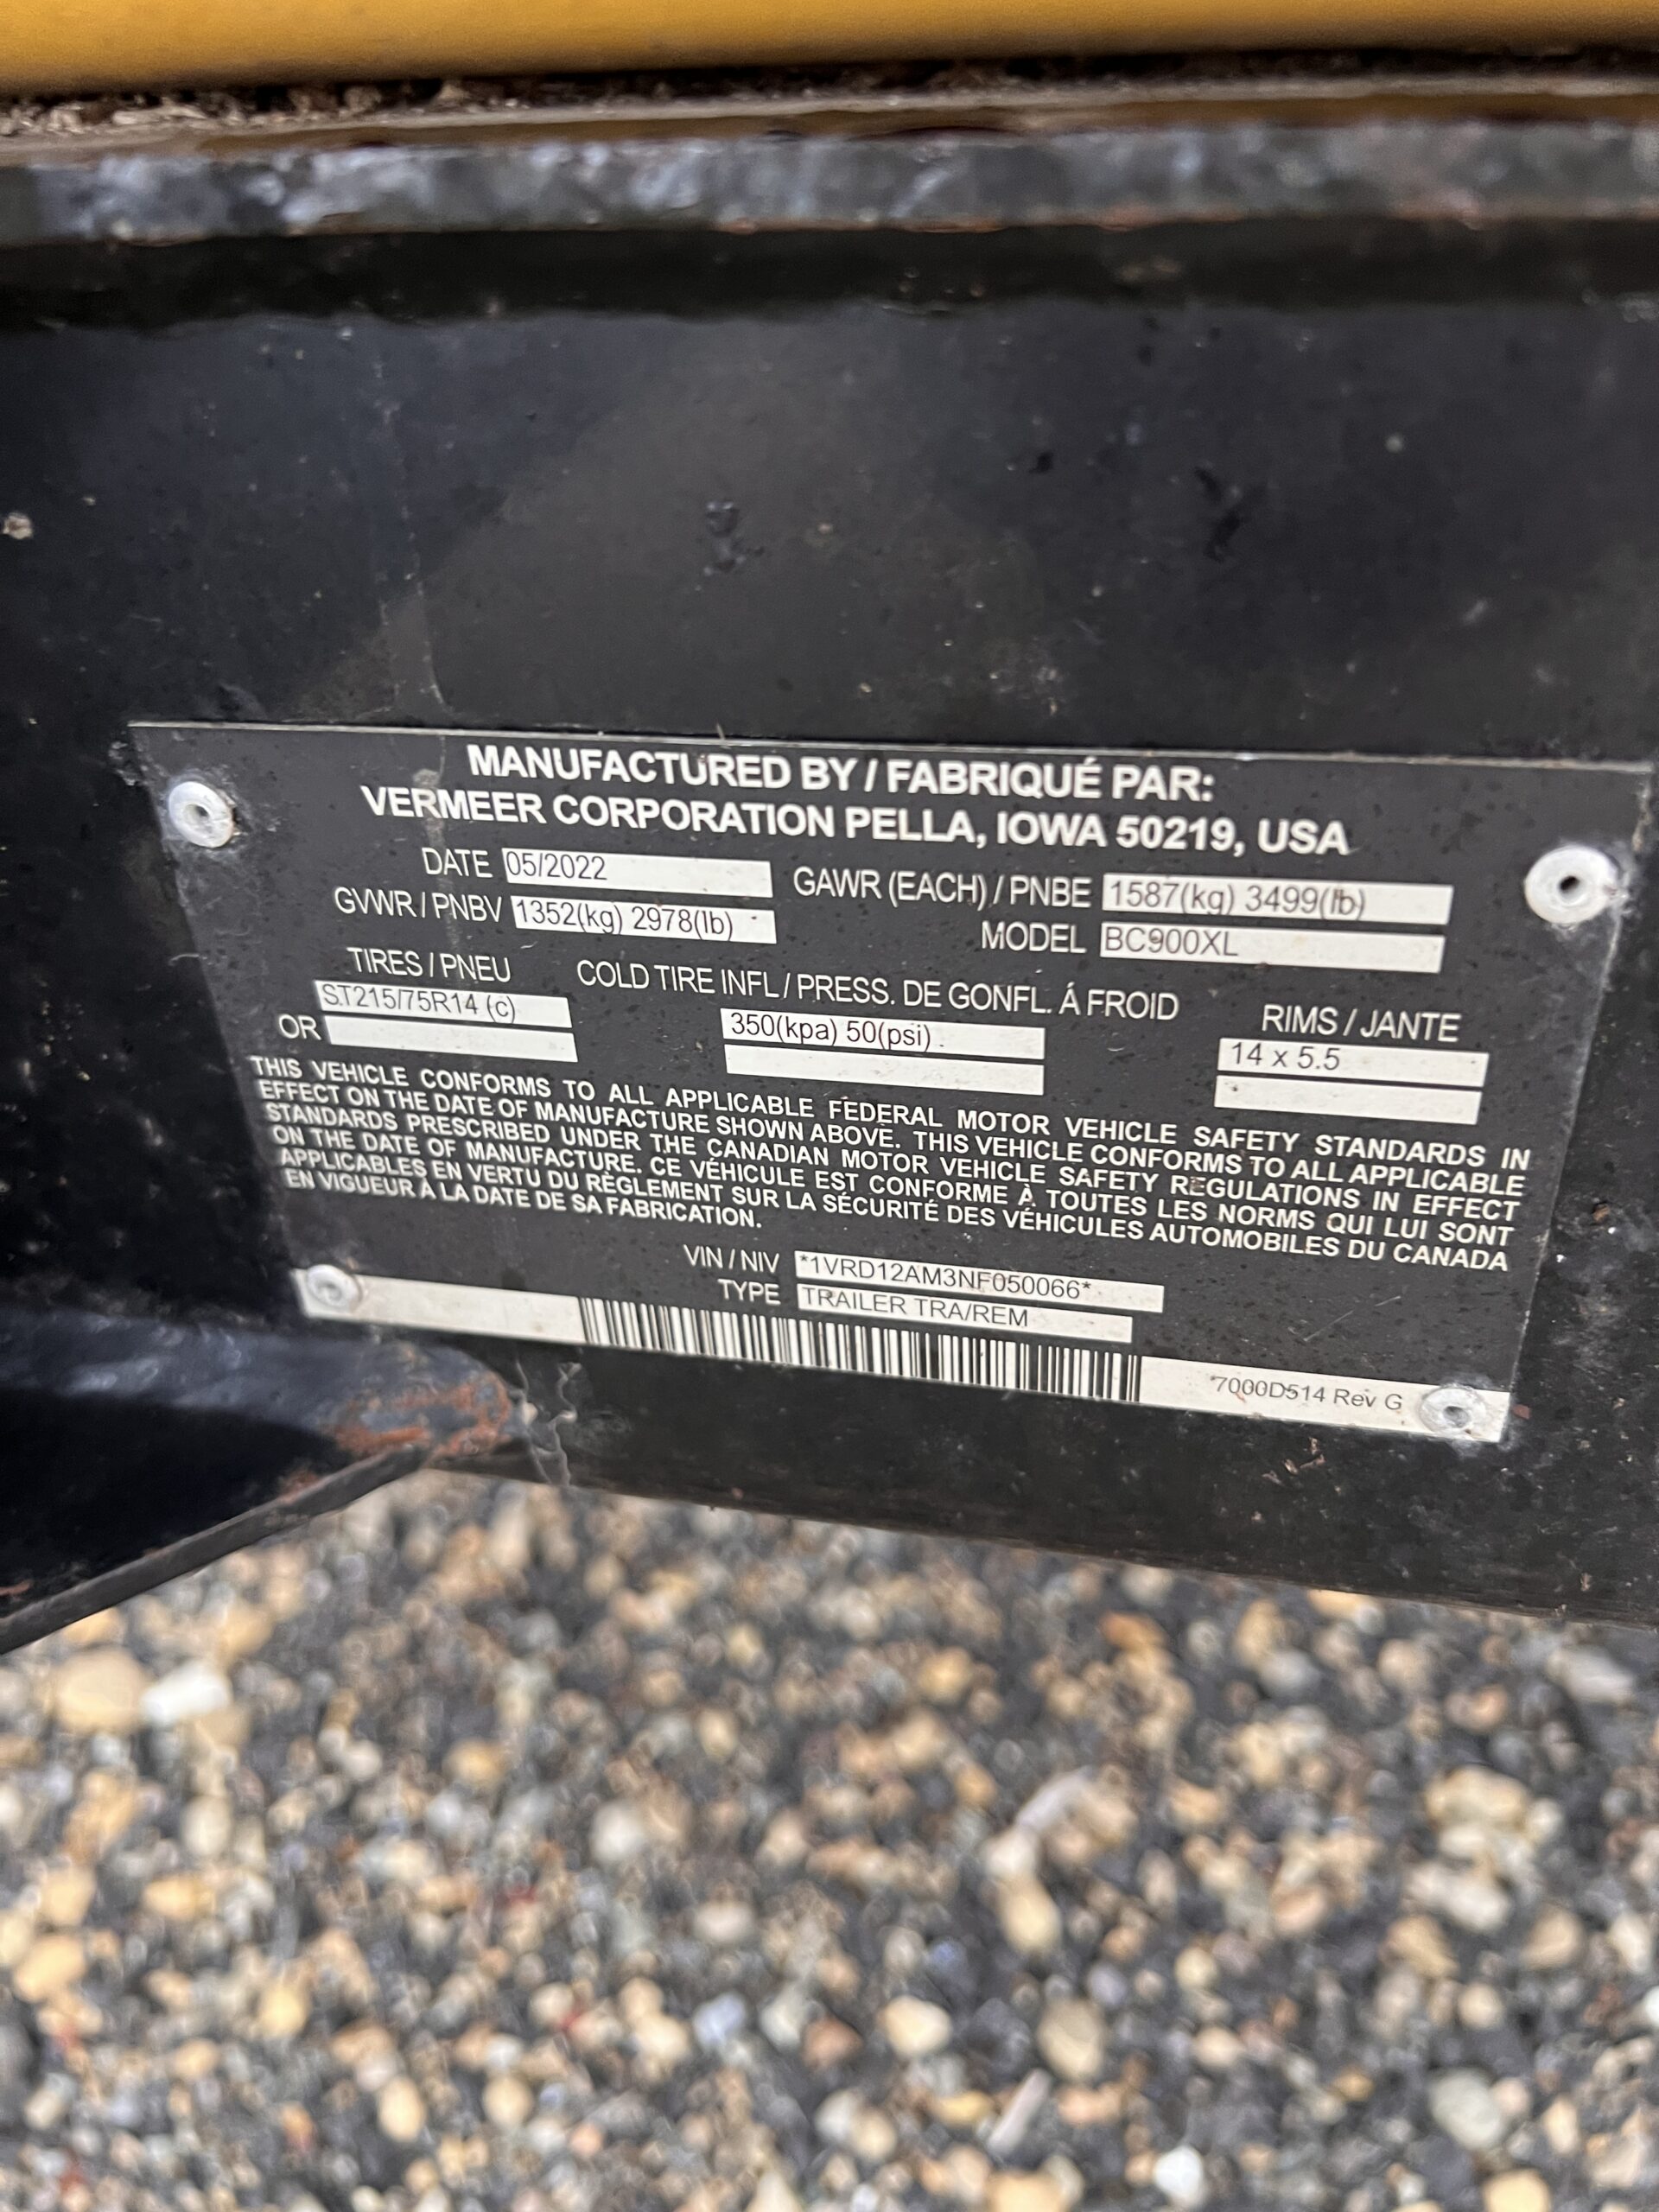 MANUFACTURED BY / FABRIQUÉ PAR:
VERMEER CORPORATION PELLA, IOWA 50219, USA
DATE 05/2022 GAWR (EACH) / PNBE 1587(kg) 3499(lb)
GVWR / PNBV 1352(kg) 2978(lb) MODEL BC900XL
TIRES / PNEU COLD TIRE INFL / PRESS. DE GONFL. Á FROID RIMS / JANTE
ST215/75R14 (c) 350(kpa) 50(psi) 14 x 5.5
OR
THIS VEHICLE CONFORMS TO ALL APPLICABLE FEDERAL MOTOR VEHICLE SAFETY STANDARDS IN
EFFECT ON THE DATE OF MANUFACTURE SHOWN ABOVE. THIS VEHICLE CONFORMS TO ALL APPLICABLE
STANDARDS PRESCRIBED UNDER THE CANADIAN MOTOR VEHICLE SAFETY REGULATIONS IN EFFECT
ON THE DATE OF MANUFACTURE. CE VÉHICULE EST CONFORME À TOUTES LES NORMS QUI LUI SONT
APPLICABLES EN VERTU DU RÈGLEMENT SUR LA SÉCURITÉ DES VÉHICULES AUTOMOBILES DU CANADA
EN VIGUEUR À LA DATE DE SA FABRICATION.
VIN / NIV *1VRD12AM3NF050066*
TYPE TRAILER TRA/REM
7000D514 Rev G